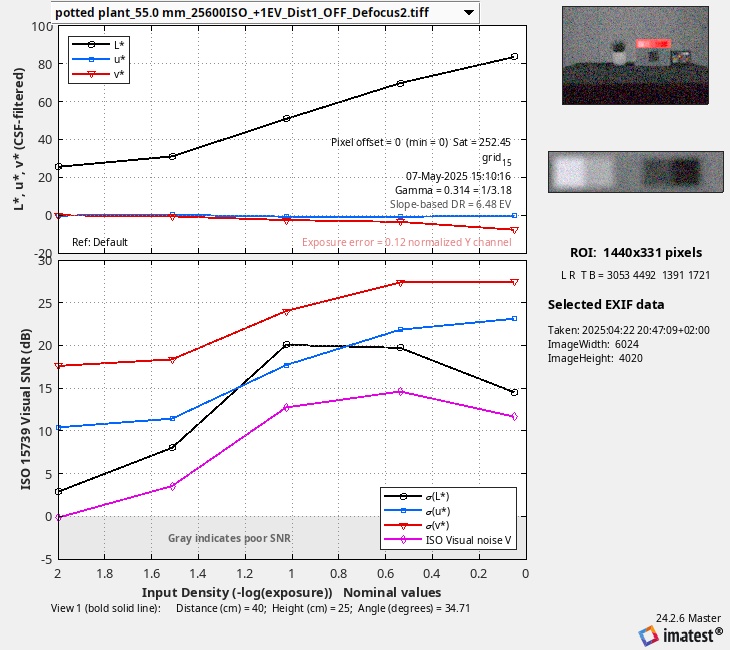 potted plant_55.0 mm_25600ISO_+1EV_Dist1_OFF_Defocus2.tiff
100
80
60
40
20
0
-20
L*, u*, v* (CSF-filtered)
L*
u*
v*
Pixel offset = 0 (min = 0) Sat = 252.45
grid15
07-May-2025 15:10:16
Gamma = 0.314 = 1/3.18
Slope-based DR = 6.48 EV
Ref: Default
Exposure error = 0.12 normalized Y channel
30
25
20
15
10
5
0
-5
ISO 15739 Visual SNR (dB)
σ(L*)
σ(u*)
σ(v*)
ISO Visual noise V
Gray indicates poor SNR
2 1.8 1.6 1.4 1.2 1 0.8 0.6 0.4 0.2 0
Input Density (-log(exposure)) Nominal values
View 1 (bold solid line): Distance (cm) = 40; Height (cm) = 25; Angle (degrees) = 34.71
ROI: 1440x331 pixels
L R T B = 3053 4492 1391 1721
Selected EXIF data
Taken: 2025:04:22 20:47:09+02:00
ImageWidth: 6024
ImageHeight: 4020
24.2.6 Master
imatest®